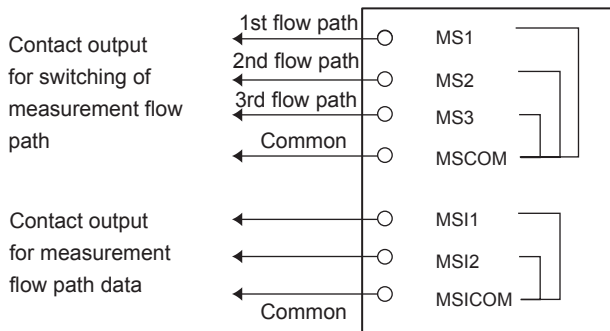 Contact output
for switching of
measurement flow
path
1st flow path
2nd flow path
3rd flow path
Common
MS1
MS2
MS3
MSCOM
Contact output
for measurement
flow path data
Common
MSI1
MSI2
MSICOM